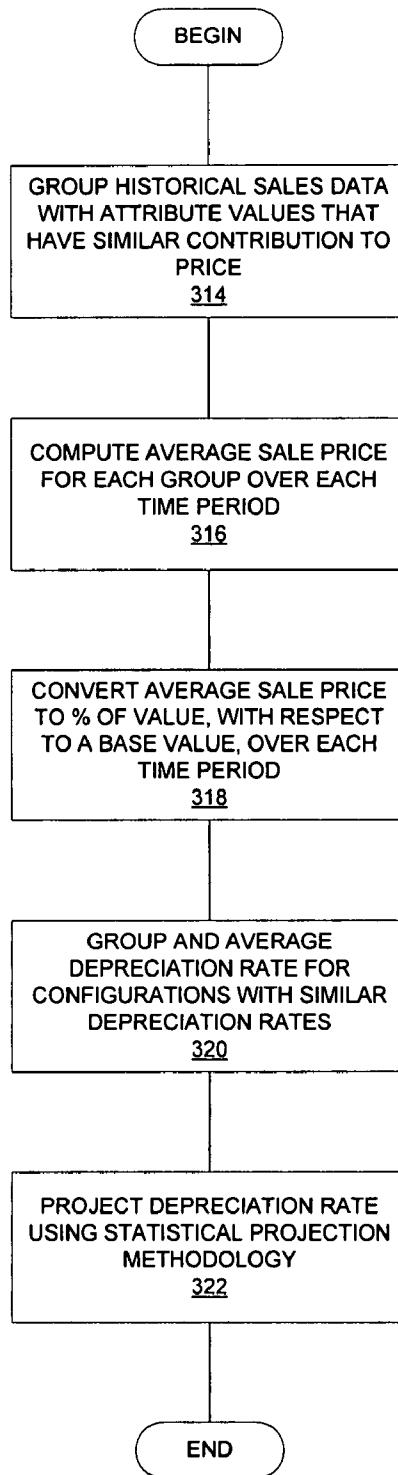 BEGIN
GROUP HISTORICAL SALES DATA
WITH ATTRIBUTE VALUES THAT
HAVE SIMILAR CONTRIBUTION TO
PRICE
314
COMPUTE AVERAGE SALE PRICE
FOR EACH GROUP OVER EACH
TIME PERIOD
316
CONVERT AVERAGE SALE PRICE
TO % OF VALUE, WITH RESPECT
TO A BASE VALUE, OVER EACH
TIME PERIOD
318
GROUP AND AVERAGE
DEPRECIATION RATE FOR
CONFIGURATIONS WITH SIMILAR
DEPRECIATION RATES
320
PROJECT DEPRECIATION RATE
USING STATISTICAL PROJECTION
METHODOLOGY
322
END